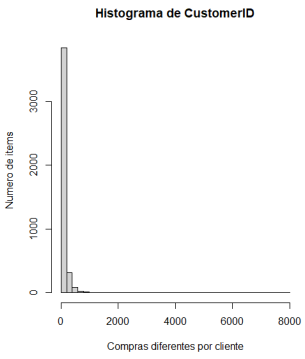 Histograma de CustomerID
Numero de items
3000
2000
1000
0
0 2000 4000 6000 8000
Compras diferentes por cliente